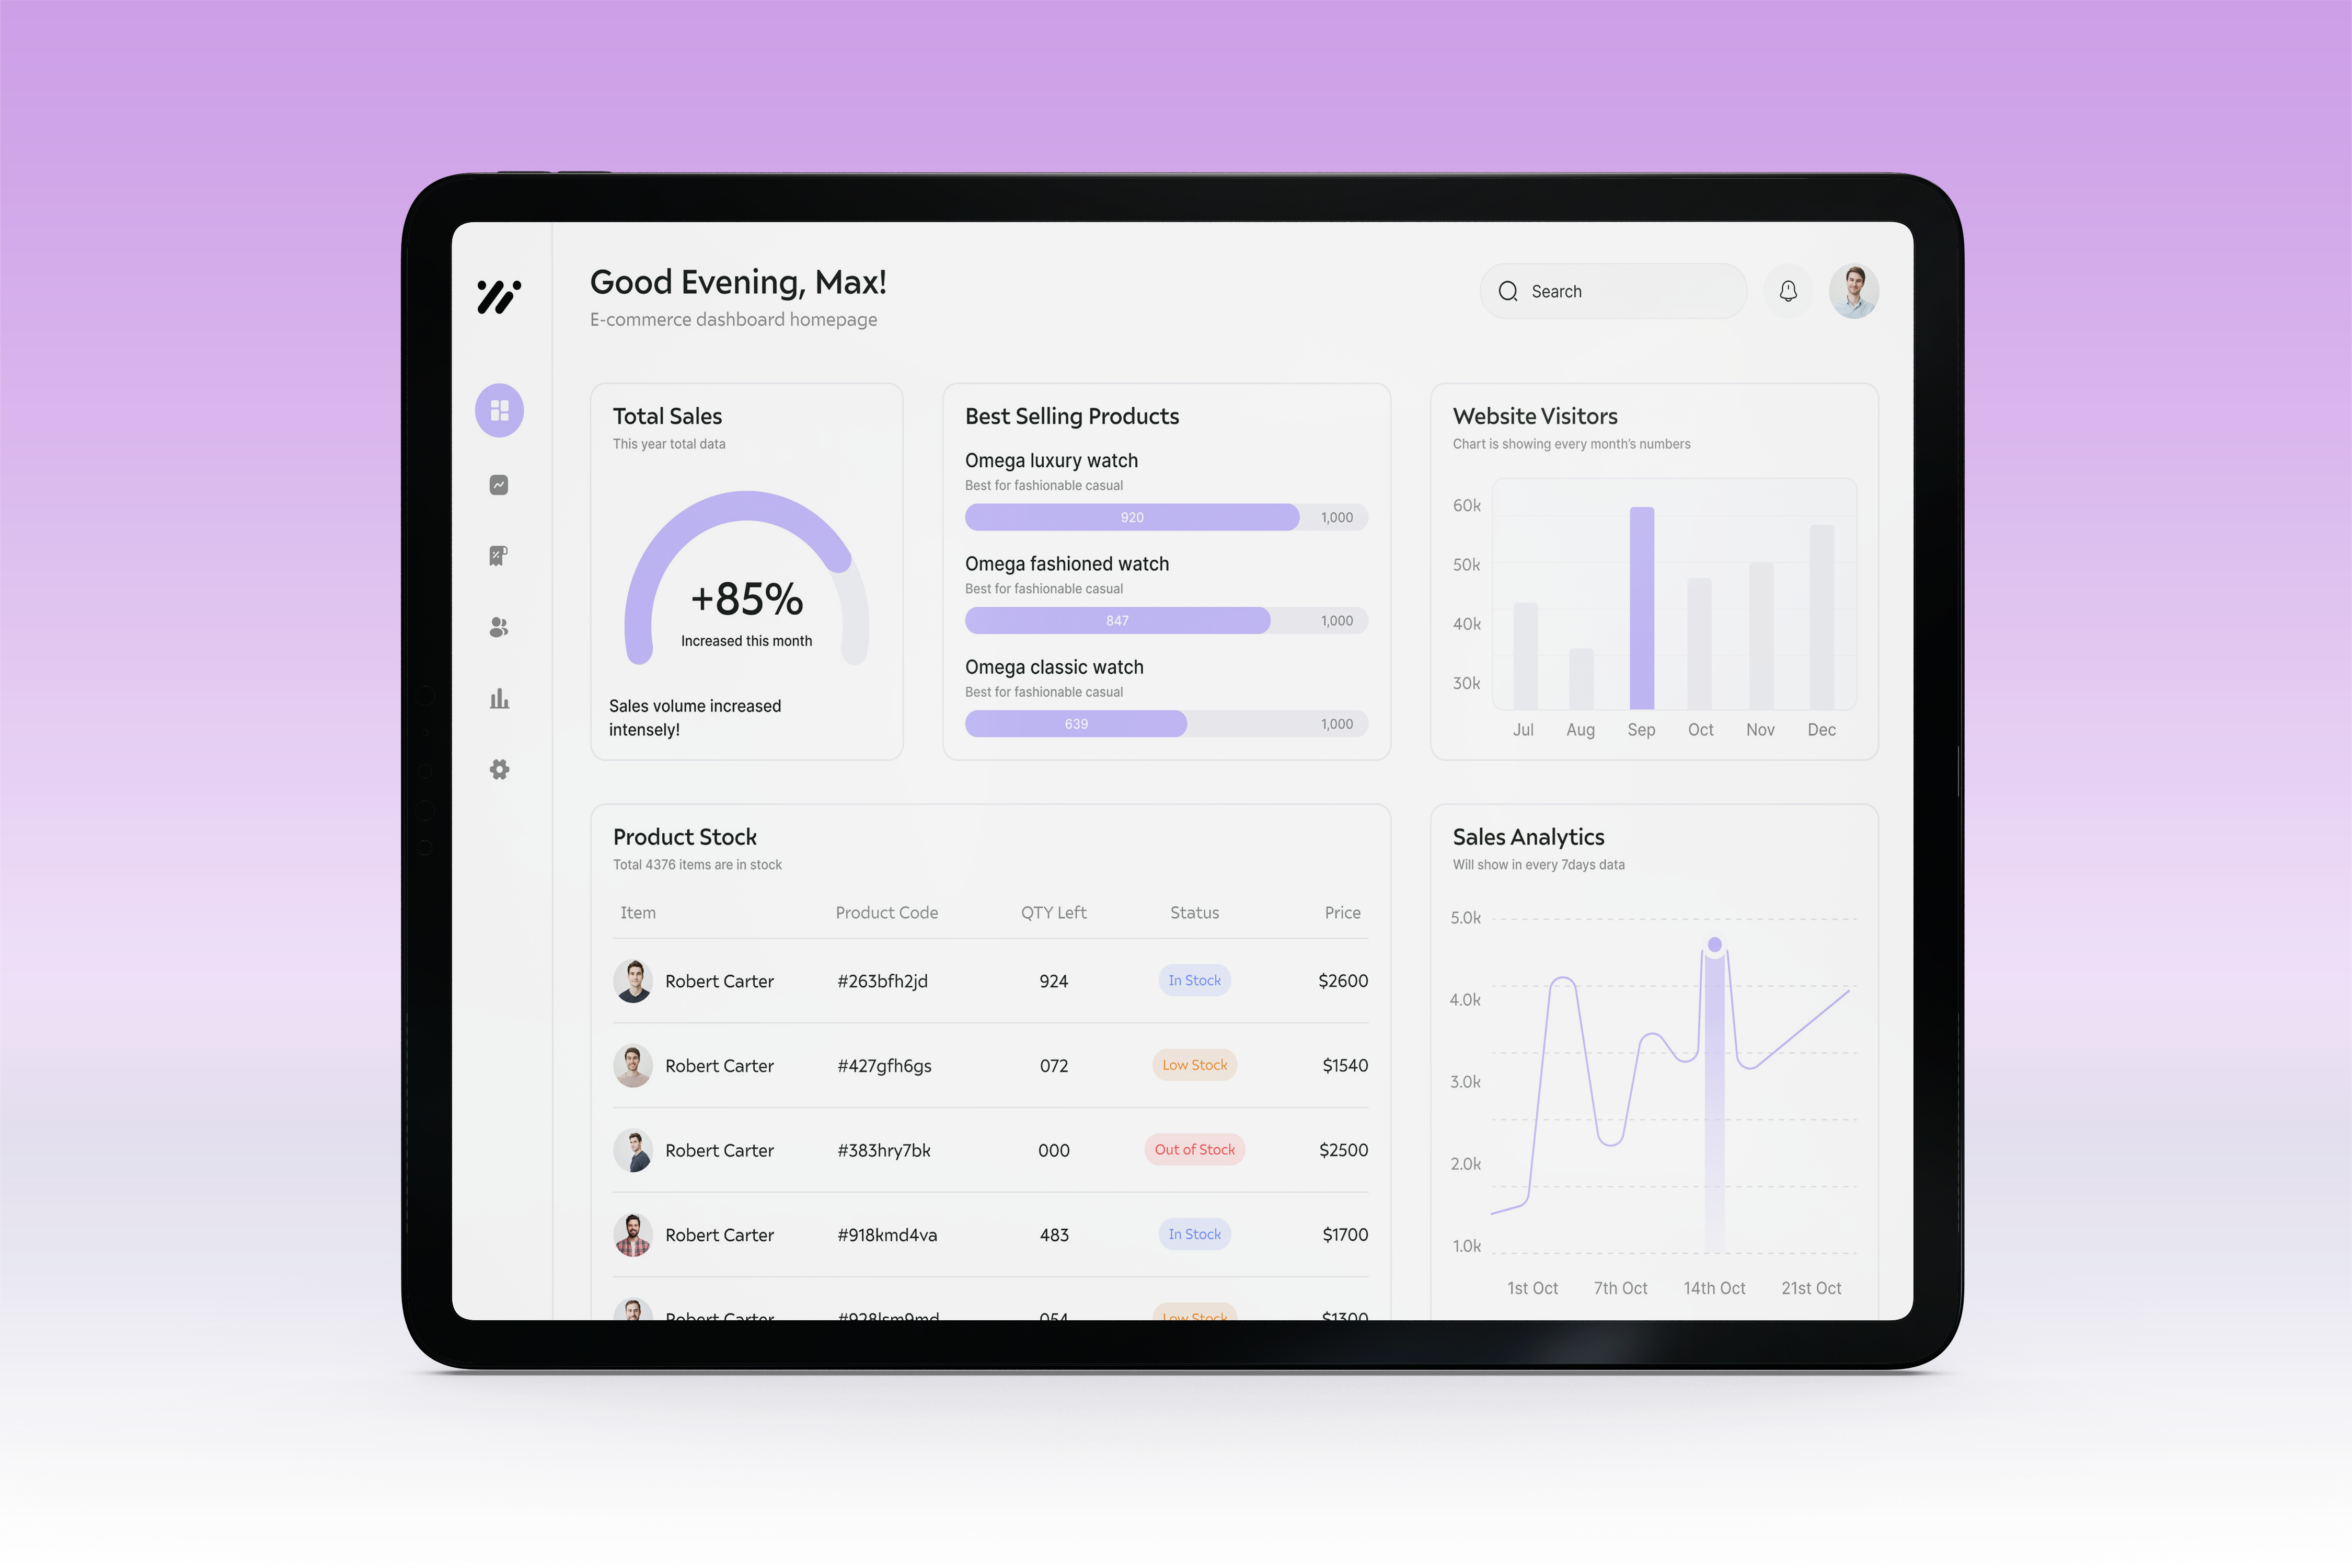 Good Evening, Max!
E-commerce dashboard homepage
Search
Total Sales
This year total data
+85%
Increased this month
Sales volume increased
intensely!
Best Selling Products
Omega luxury watch
Best for fashionable casual
920 1,000
Omega fashioned watch
Best for fashionable casual
847 1,000
Omega classic watch
Best for fashionable casual
639 1,000
Website Visitors
Chart is showing every month's numbers
60k
50k
40k
30k
Jul Aug Sep Oct Nov Dec
Product Stock
Total 4376 items are in stock
Item Product Code QTY Left Status Price
Robert Carter #263bfh2jd 924 In Stock $2600
Robert Carter #427gfh6gs 072 Low Stock $1540
Robert Carter #383hry7bk 000 Out of Stock $2500
Robert Carter #918kmd4va 483 In Stock $1700
Robert Carter #928lsm9md 054 Low Stock $1300
Sales Analytics
Will show in every 7days data
5.0k
4.0k
3.0k
2.0k
1.0k
1st Oct 7th Oct 14th Oct 21st Oct